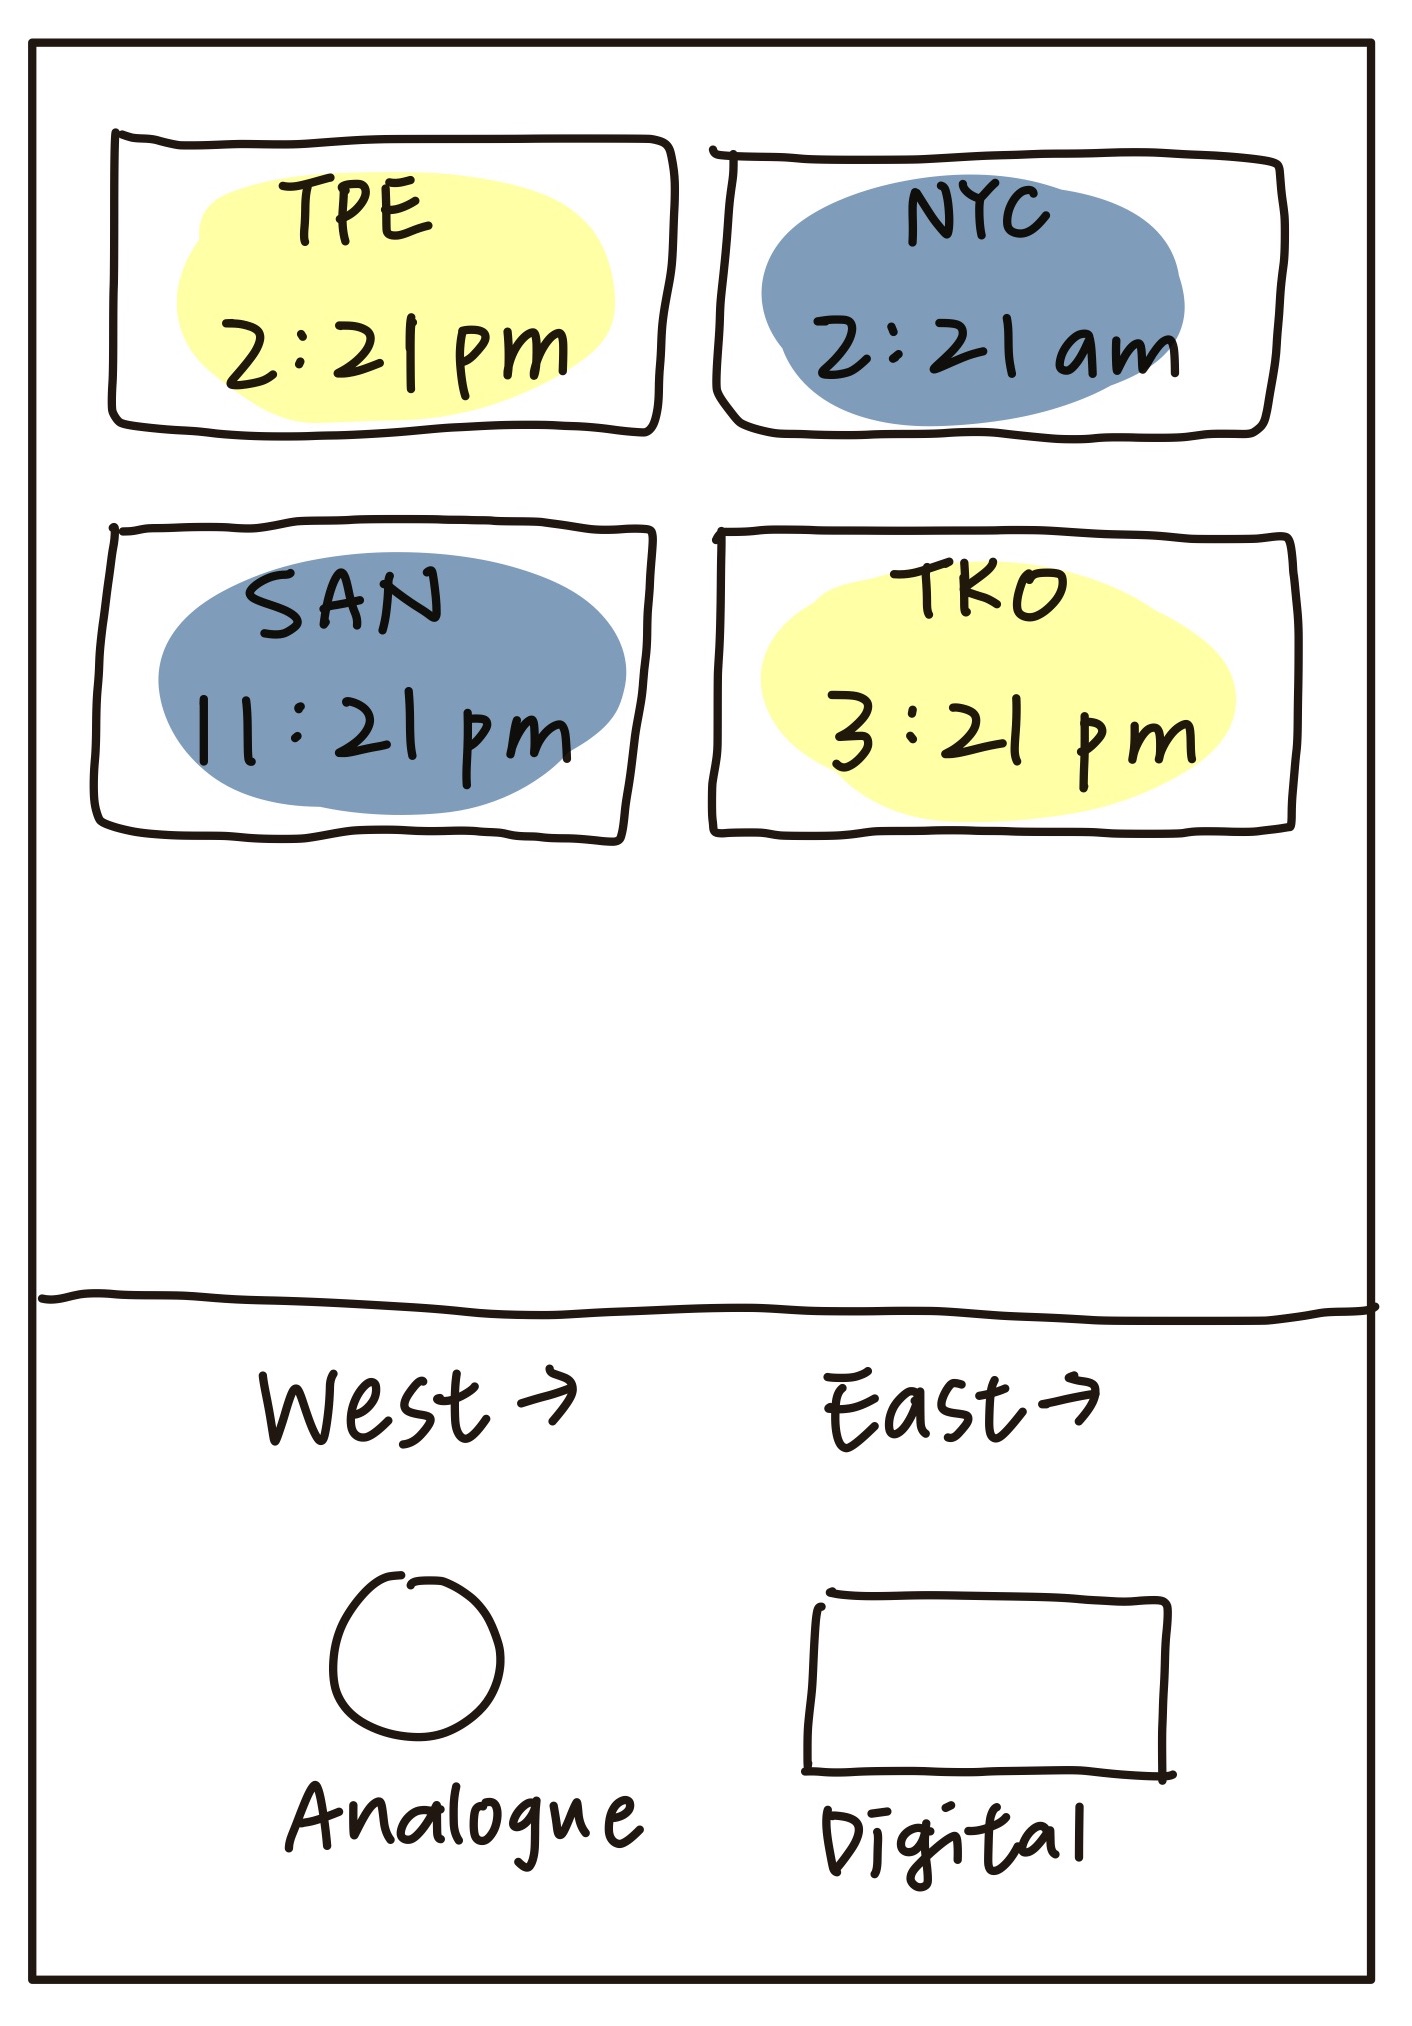 TPE
2:21 pm
NYC
2:21 am
SAN
11:21 pm
TKO
3:21 pm
West →
East →
Analogue
Digital